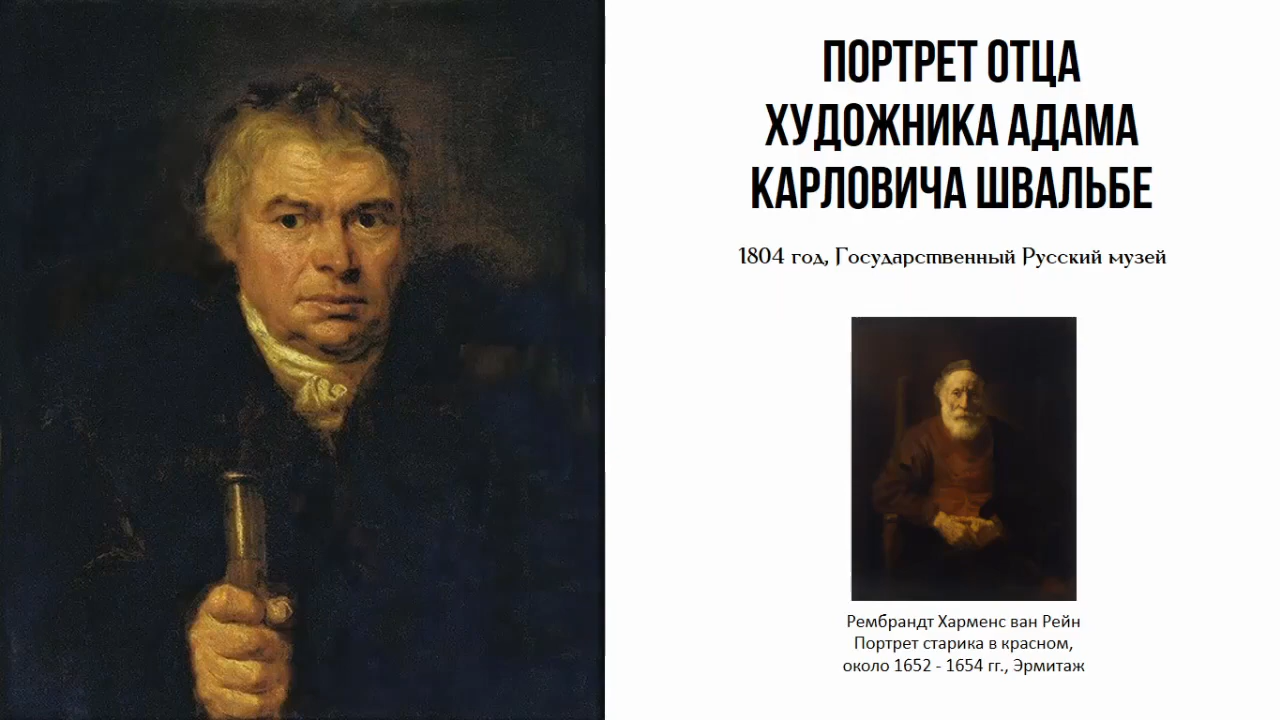 ПОРТРЕТ ОТЦА
ХУДОЖНИКА АДАМА
КАРЛОВИЧА ШВАЛЬБЕ
1804 год, Государственный Русский музей
Рембрандт Харменс ван Рейн
Портрет старика в красном,
около 1652 - 1654 гг., Эрмитаж